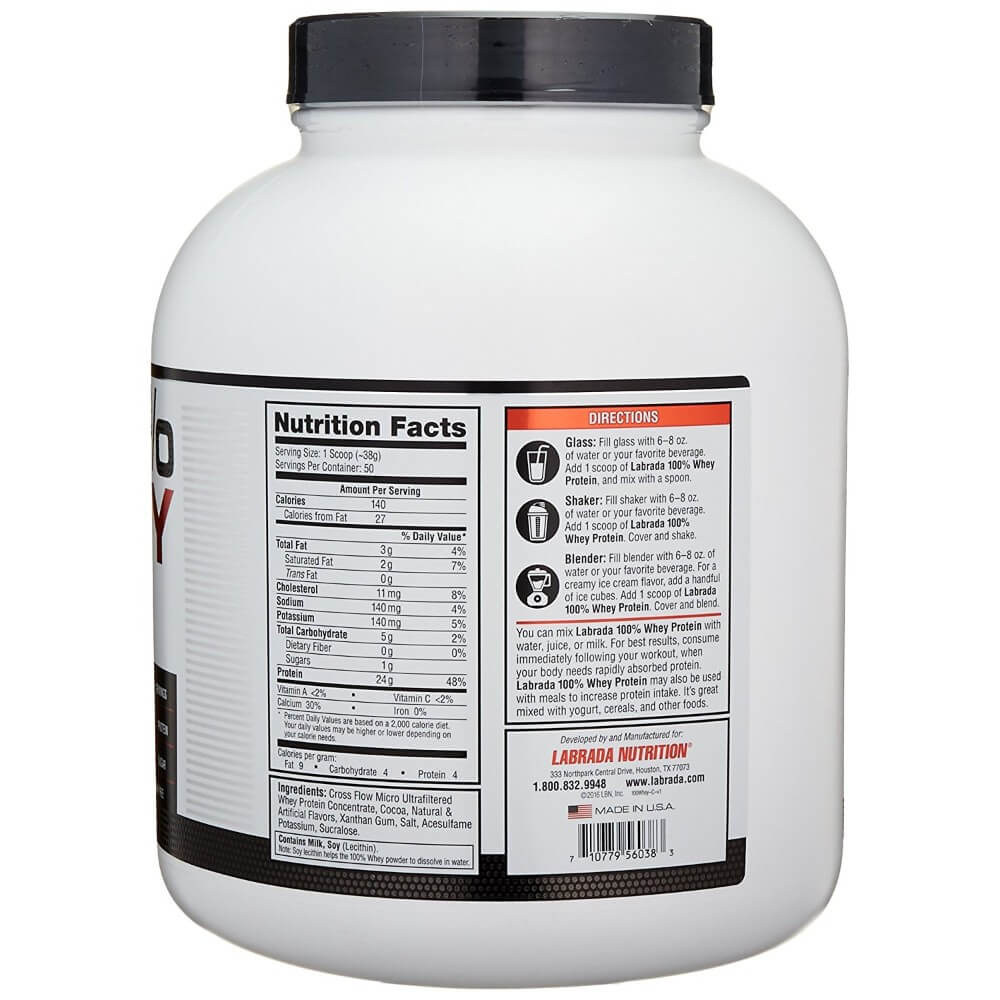 %
Y
Nutrition Facts
Serving Size: 1 Scoop (~38g)
Servings Per Container: 50
Amount Per Serving
Calories 140
Calories from Fat 27
% Daily Value*
Total Fat 3g 4%
Saturated Fat 2g 7%
Trans Fat 0g
Cholesterol 11mg 8%
Sodium 140mg 4%
Potassium 140mg 5%
Total Carbohydrate 5g 2%
Dietary Fiber 0g 0%
Sugars 1g
Protein 24g 48%
Vitamin A <2% • Vitamin C <2%
Calcium 30% • Iron 0%
* Percent Daily Values are based on a 2,000 calorie diet.
Your daily values may be higher or lower depending on
your calorie needs.
Calories per gram:
Fat 9 • Carbohydrate 4 • Protein 4
Ingredients: Cross Flow Micro Ultrafiltered
Whey Protein Concentrate, Cocoa, Natural &
Artificial Flavors, Xanthan Gum, Salt, Acesulfame
Potassium, Sucralose.
Contains Milk, Soy (Lecithin).
Note: Soy lecithin helps the 100% Whey powder to dissolve in water.
DIRECTIONS
Glass: Fill glass with 6–8 oz.
of water or your favorite beverage.
Add 1 scoop of Labrada 100% Whey
Protein, and mix with a spoon.
Shaker: Fill shaker with 6–8 oz.
of water or your favorite beverage.
Add 1 scoop of Labrada 100%
Whey Protein. Cover and shake.
Blender: Fill blender with 6–8 oz. of
water or your favorite beverage. For a
creamy ice cream flavor, add a handful
of ice cubes. Add 1 scoop of Labrada
100% Whey Protein. Cover and blend.
You can mix Labrada 100% Whey Protein with
water, juice, or milk. For best results, consume
immediately following your workout, when
your body needs rapidly absorbed protein.
Labrada 100% Whey Protein may also be used
with meals to increase protein intake. It's great
mixed with yogurt, cereals, and other foods.
Developed by and Manufactured for:
LABRADA NUTRITION®
333 Northpark Central Drive, Houston, TX 77073
1.800.832.9948 www.labrada.com
©2016 LBN, Inc. 100Whey-C-v1
MADE IN U.S.A.
7 10779 56038 3